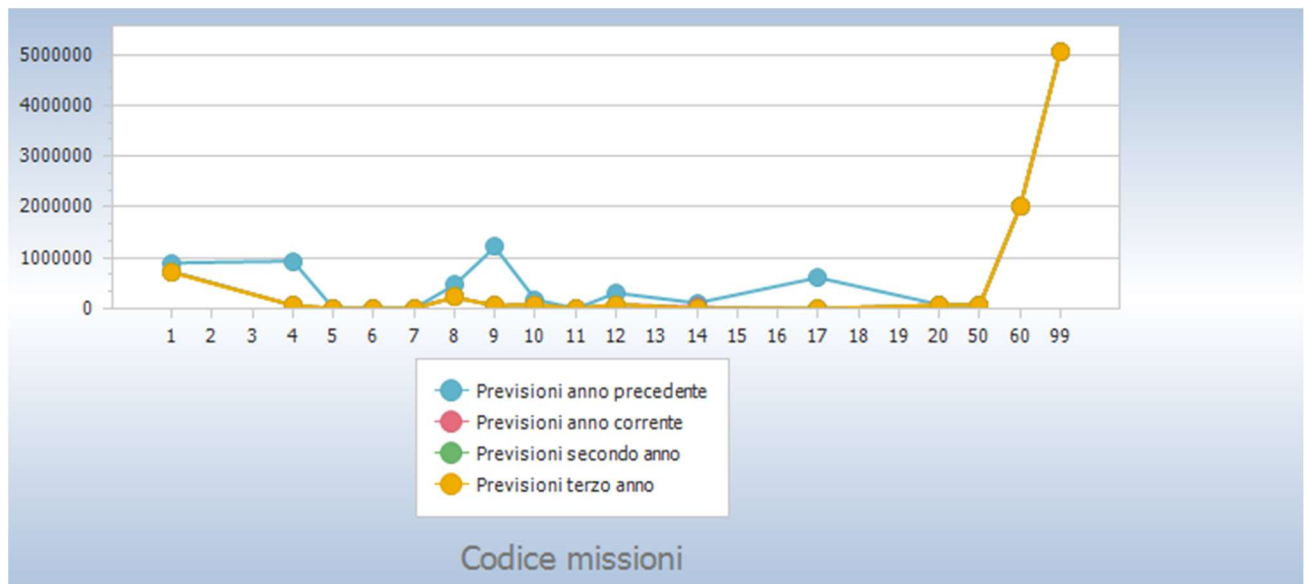 5000000
4000000
3000000
2000000
1000000
0
1 2 3 4 5 6 7 8 9 10 11 12 13 14 15 16 17 18 19 20 50 60 99
Previsioni anno precedente
Previsioni anno corrente
Previsioni secondo anno
Previsioni terzo anno
Codice missioni